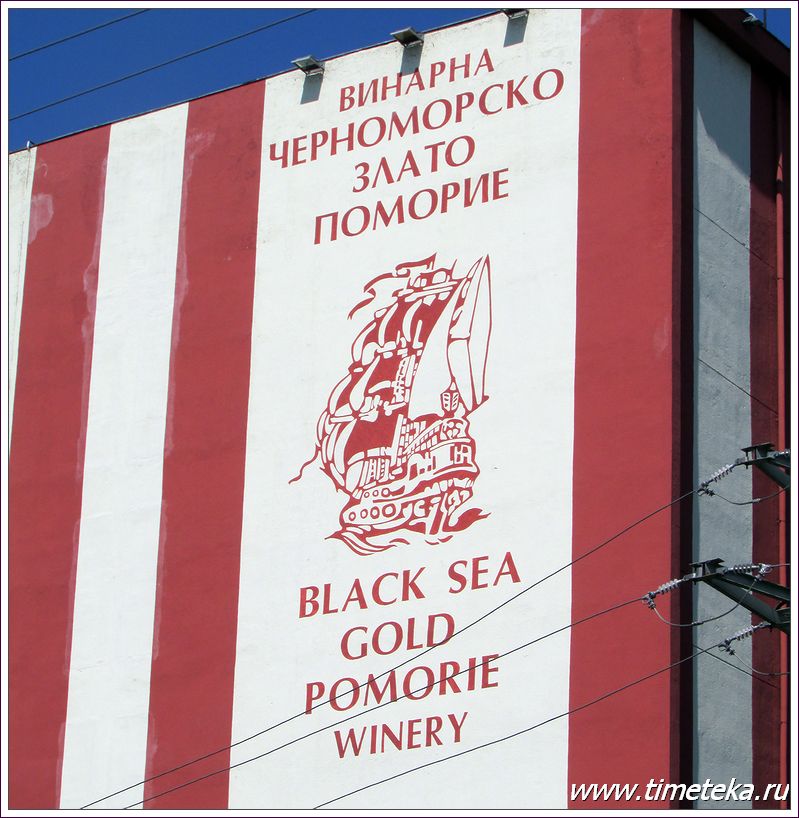 ВИНАРНА
ЧЕРНОМОРСКО
ЗЛАТО
ПОМОРИЕ
BLACK SEA
GOLD
POMORIE
WINERY
www.timeteka.ru